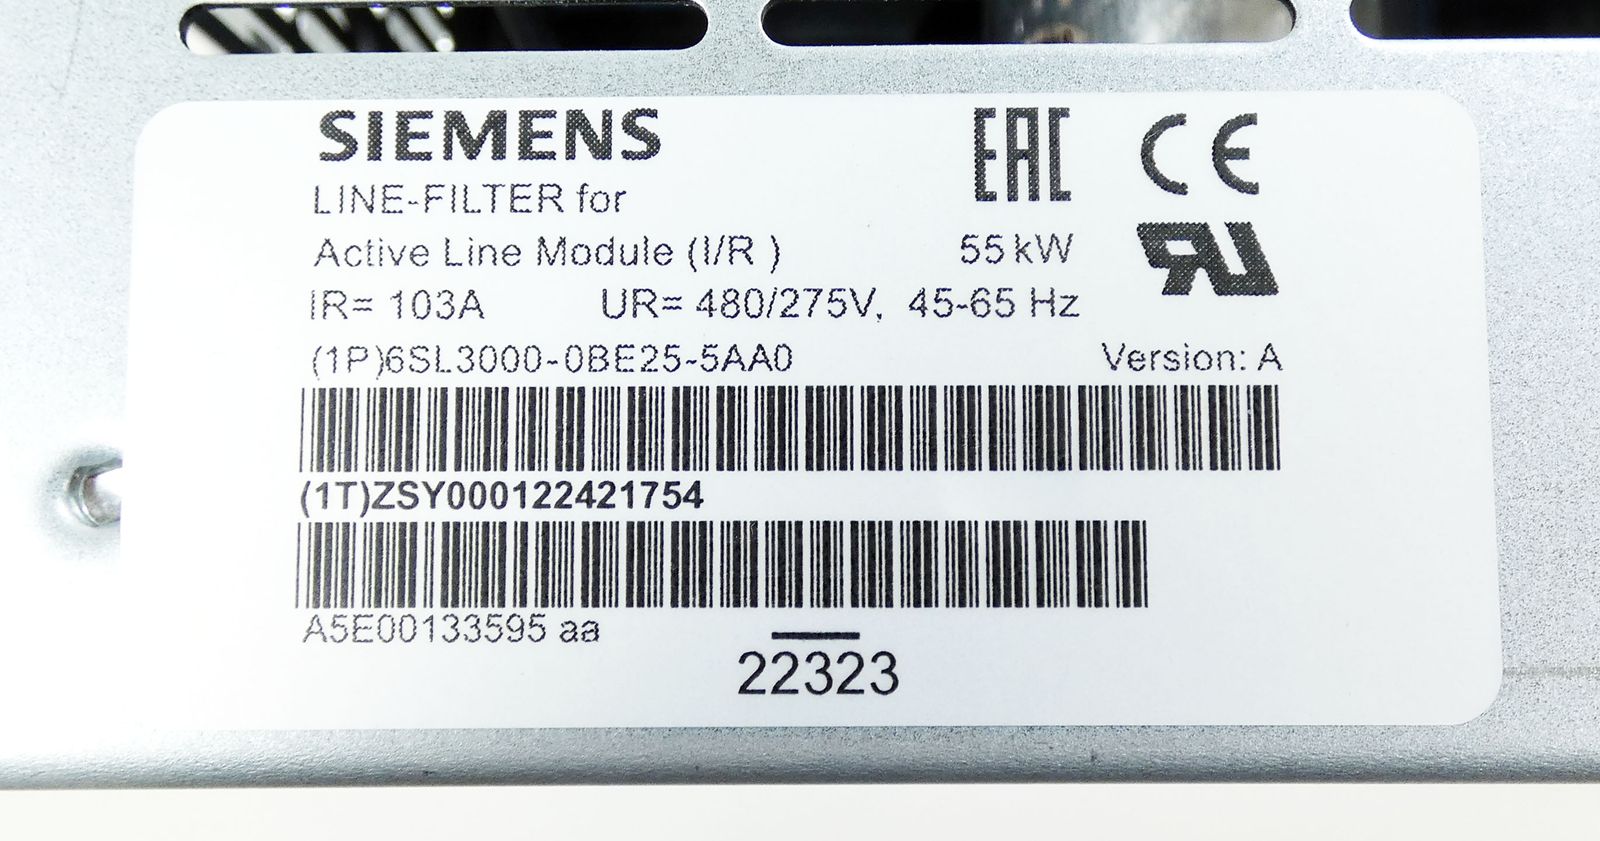 SIEMENS
EAC CE
LINE-FILTER for
Active Line Module (I/R ) 55 kW
RU
IR= 103A UR= 480/275V, 45-65 Hz
(1P)6SL3000-0BE25-5AA0 Version: A
(1T)ZSY000122421754
A5E00133595 aa
22323